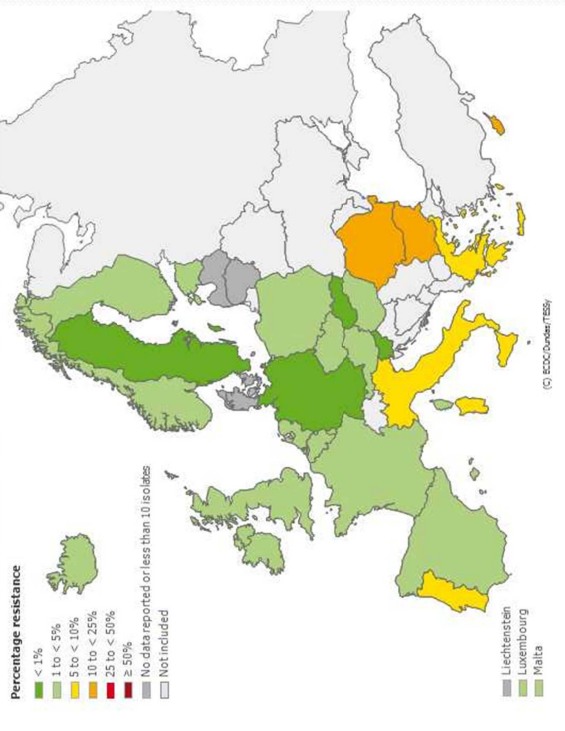 Percentage resistance
< 1%
1 to < 5%
5 to < 10%
10 to < 25%
25 to < 50%
≥ 50%
No data reported or less than 10 isolates
Not included
Liechtenstein
Luxembourg
Malta
(C) ECDC/Dundas/TESSy